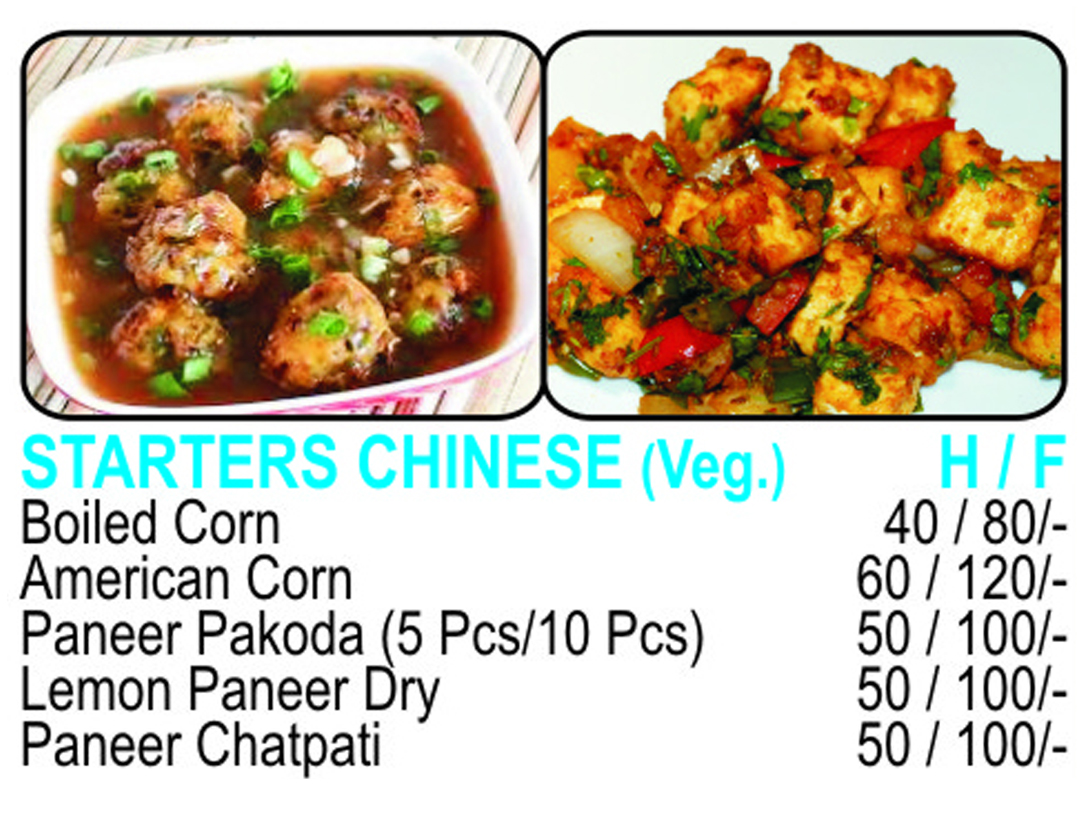 STARTERS CHINESE (Veg.) H / F
Boiled Corn 40 / 80/-
American Corn 60 / 120/-
Paneer Pakoda (5 Pcs/10 Pcs) 50 / 100/-
Lemon Paneer Dry 50 / 100/-
Paneer Chatpati 50 / 100/-